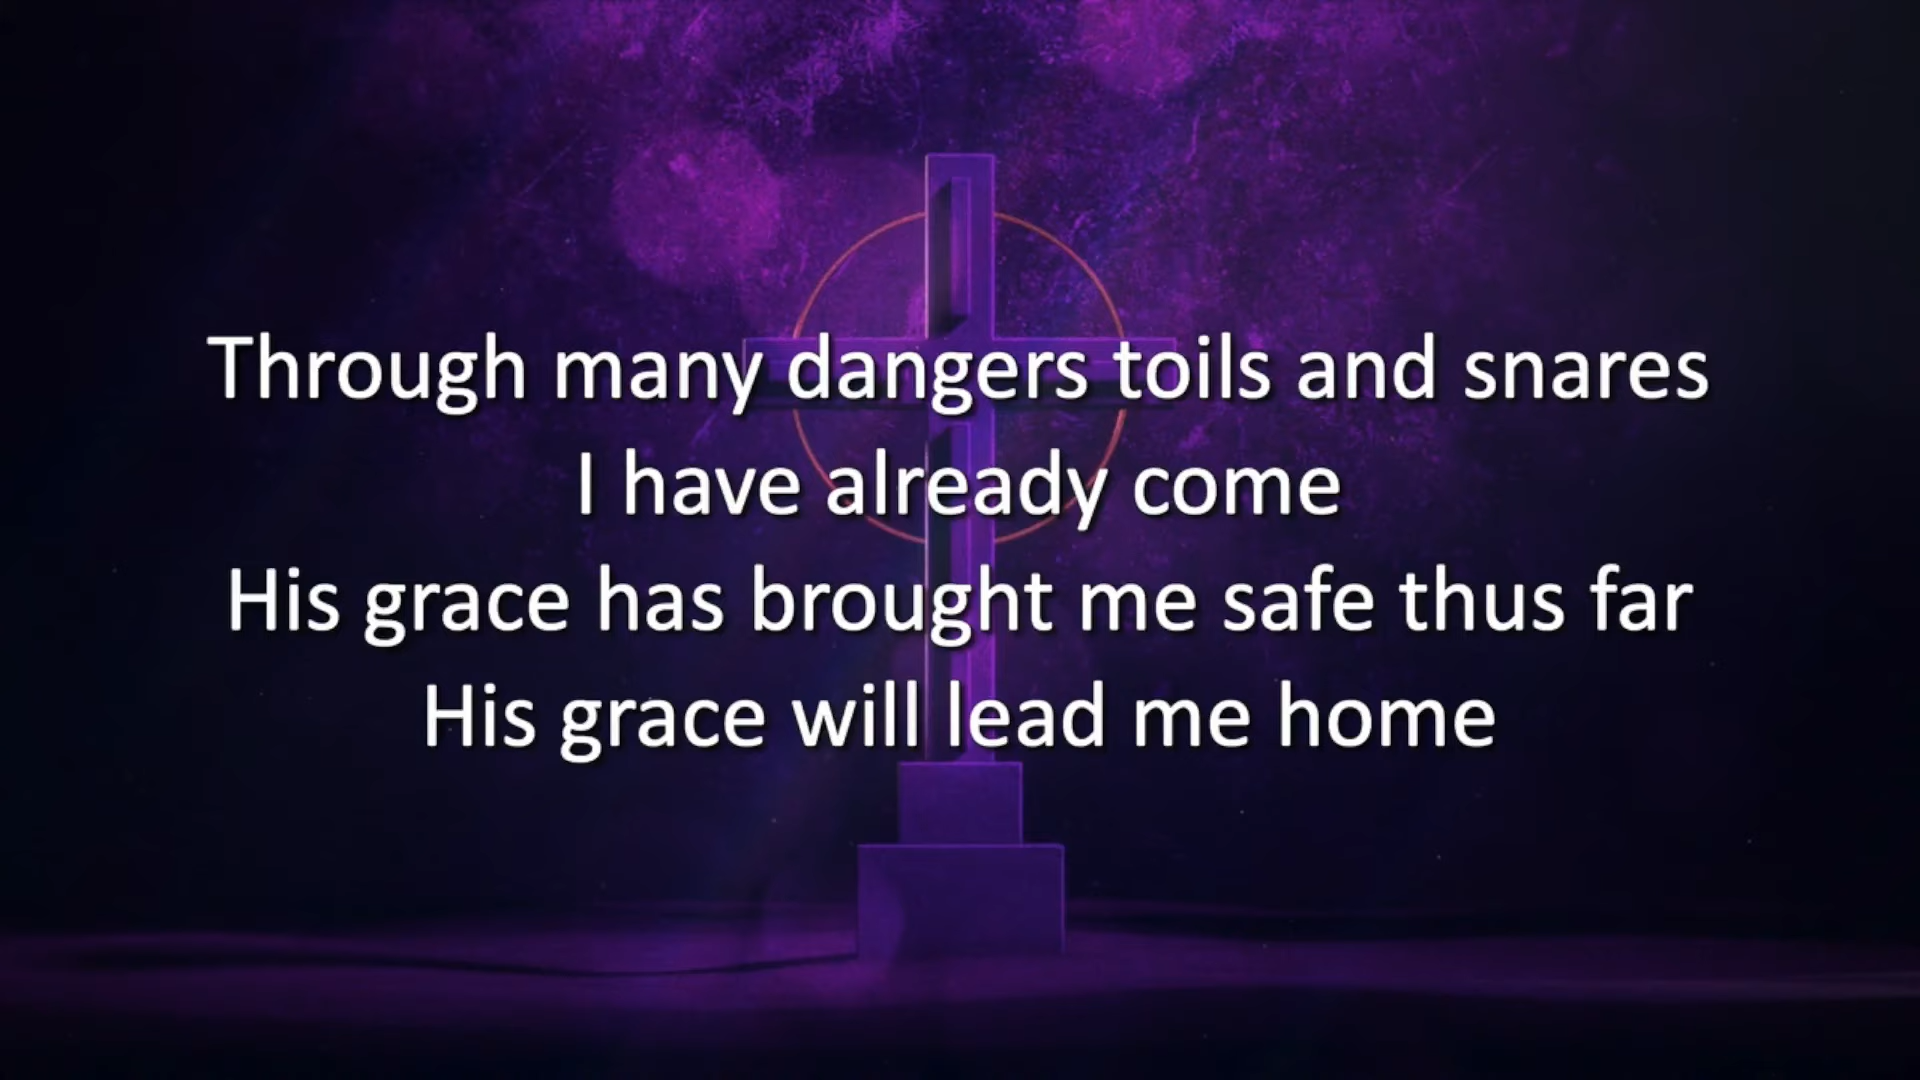 Through many dangers toils and snares
I have already come
His grace has brought me safe thus far
His grace will lead me home